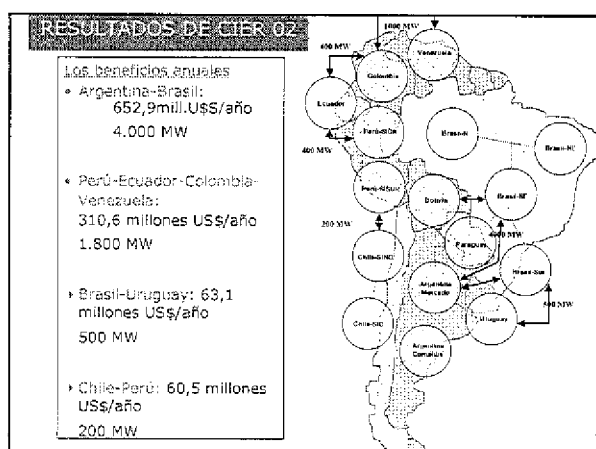 RESULTADOS DE CIER 02
Los beneficios anuales
Argentina-Brasil:
652,9mill.U$S/año
4.000 MW
Perú-Ecuador-Colombia-
Venezuela:
310,6 millones US$/año
1.800 MW
Brasil-Uruguay: 63,1
millones US$/año
500 MW
Chile-Perú: 60,5 millones
US$/año
200 MW
1000 MW
400 MW
Venezuela
Colombia
Ecuador
400 MW
Brasil-N
Brasil-NE
200 MW
Bolivia
Brasil-SE
Paraguay
Chile-SING
Brasil-Sur
Argentina
Mercado
500 MW
Chile-SIC
Uruguay
Argentina
Comahue